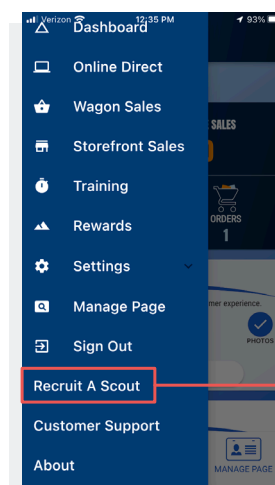 Verizon 12:35 PM 93%
Dashboard
Online Direct
Wagon Sales
SALES
Storefront Sales
Training
ORDERS
1
Rewards
Settings
Manage Page
mer experience.
PHOTOS
Sign Out
Recruit A Scout
Customer Support
About
MANAGE PAGE